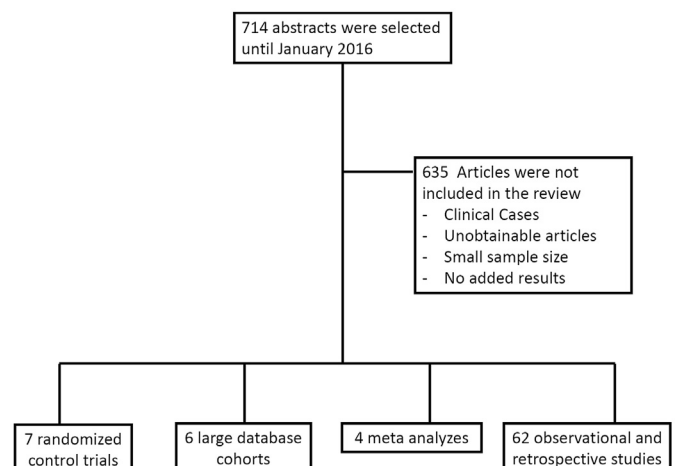 714 abstracts were selected
until January 2016
635 Articles were not
included in the review
- Clinical Cases
- Unobtainable articles
- Small sample size
- No added results
7 randomized
control trials
6 large database
cohorts
4 meta analyzes
62 observational and
retrospective studies